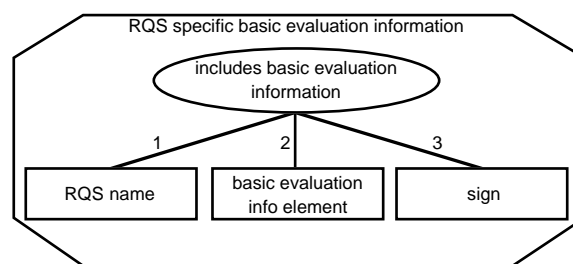 RQS specific basic evaluation information
includes basic evaluation
information
1 2 3
RQS name
basic evaluation
info element
sign